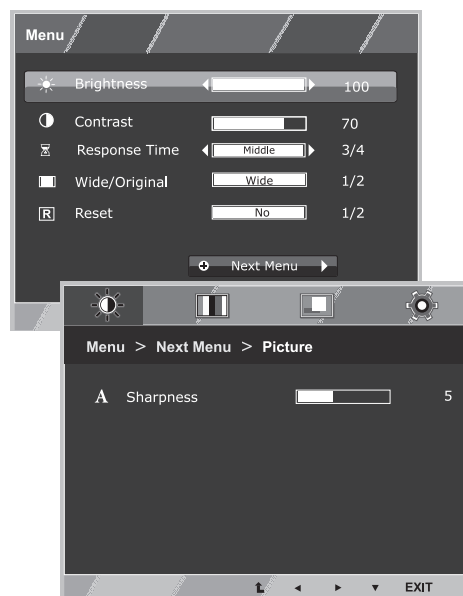 Menu
Brightness 100
Contrast 70
Response Time Middle 3/4
Wide/Original Wide 1/2
R Reset No 1/2
Next Menu
Menu > Next Menu > Picture
A Sharpness 5
EXIT